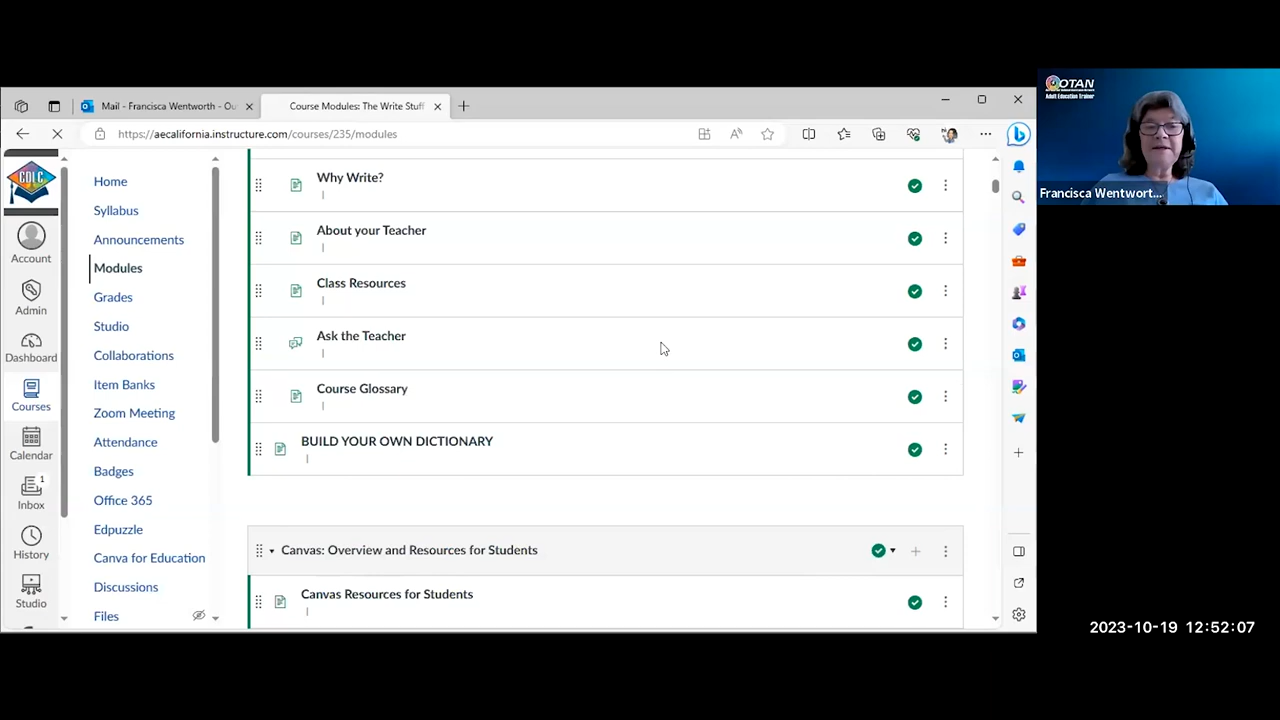 Mail - Francisca Wentworth - Ou
Course Modules: The Write Stuff
https://aecalifornia.instructure.com/courses/235/modules
OTAN
Adult Education Trainer
Francisca Wentwort...
CDLC
Account
Admin
Dashboard
Courses
Calendar
1
Inbox
History
Studio
Home
Syllabus
Announcements
Modules
Grades
Studio
Collaborations
Item Banks
Zoom Meeting
Attendance
Badges
Office 365
Edpuzzle
Canva for Education
Discussions
Files
Why Write?
About your Teacher
Class Resources
Ask the Teacher
Course Glossary
BUILD YOUR OWN DICTIONARY
Canvas: Overview and Resources for Students
Canvas Resources for Students
2023-10-19 12:52:07